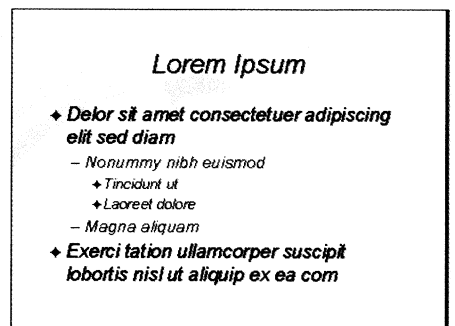 Lorem Ipsum
✦ Delor sit amet consectetuer adipiscing
elit sed diam
– Nonummy nibh euismod
✦ Tincidunt ut
✦ Laoreet dolore
– Magna aliquam
✦ Exerci tation ullamcorper suscipit
lobortis nisl ut aliquip ex ea com